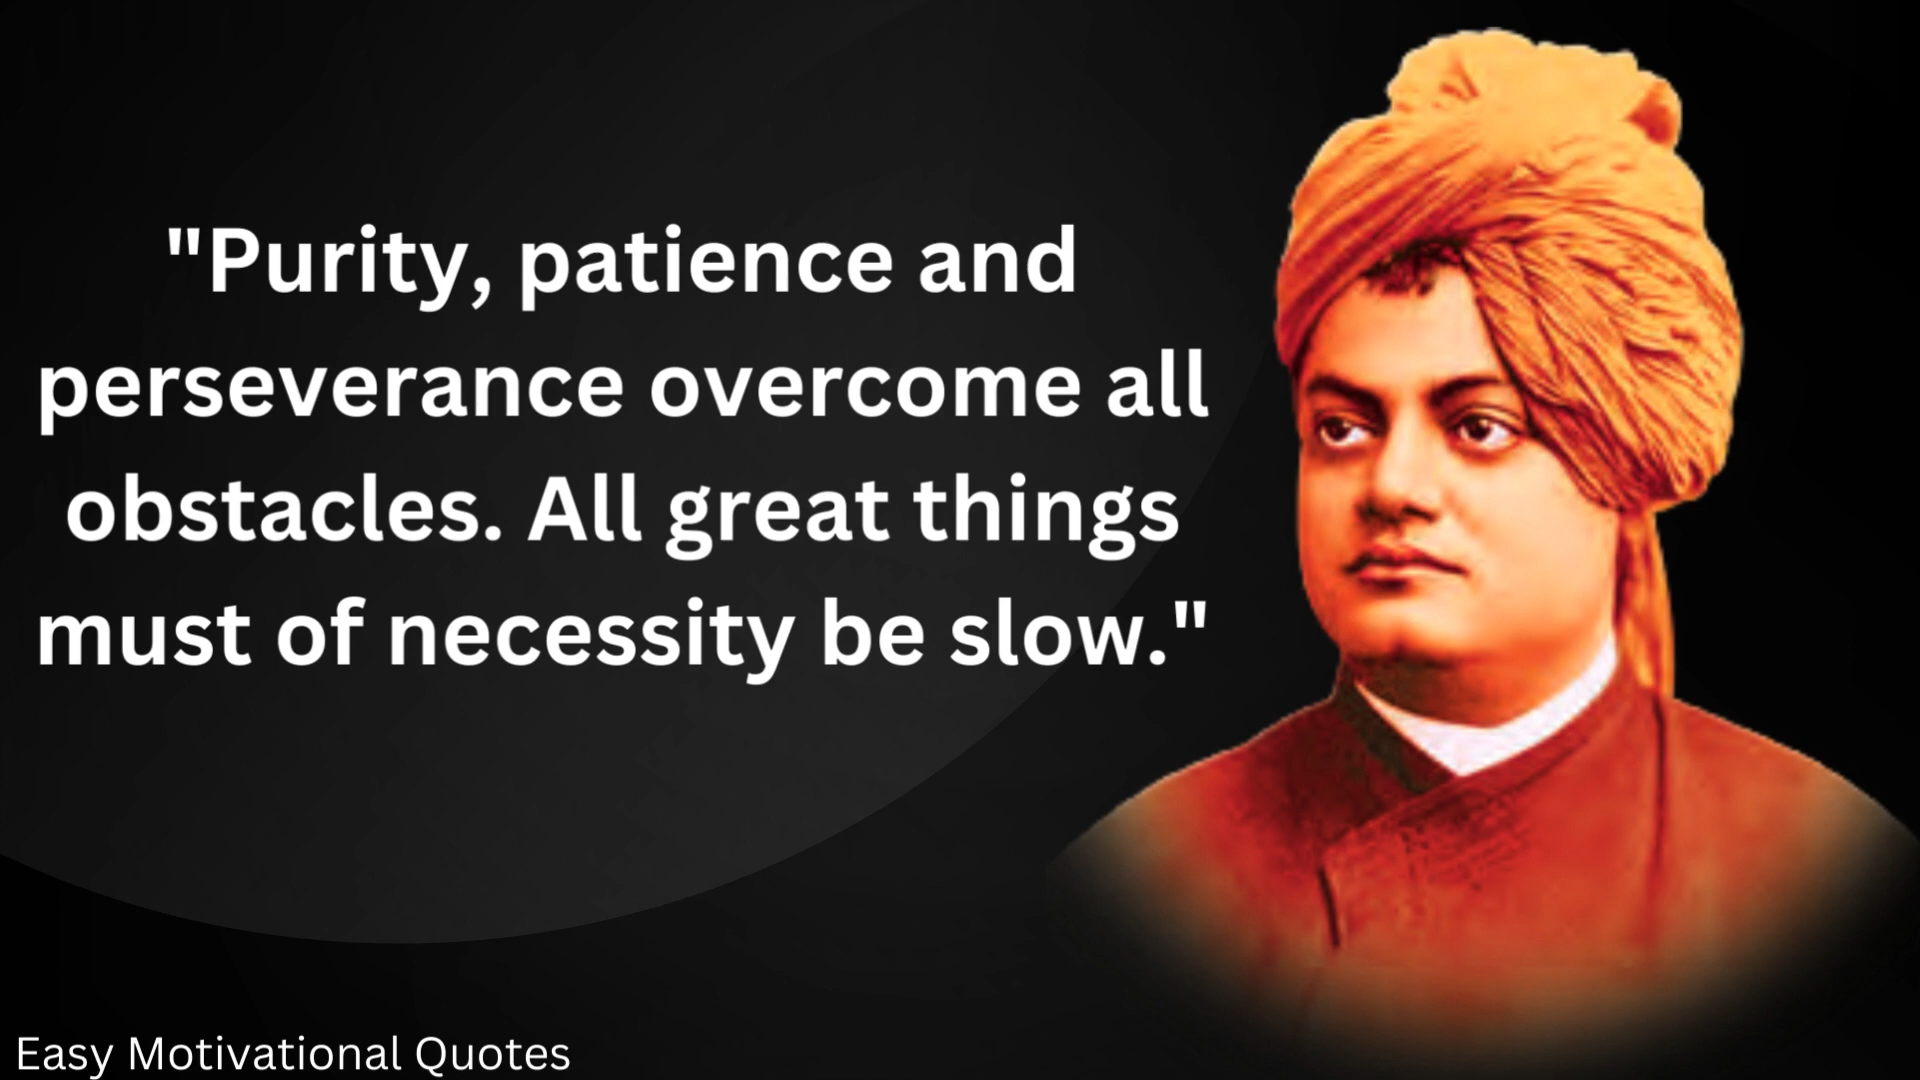 "Purity, patience and
perseverance overcome all
obstacles. All great things
must of necessity be slow."
Easy Motivational Quotes